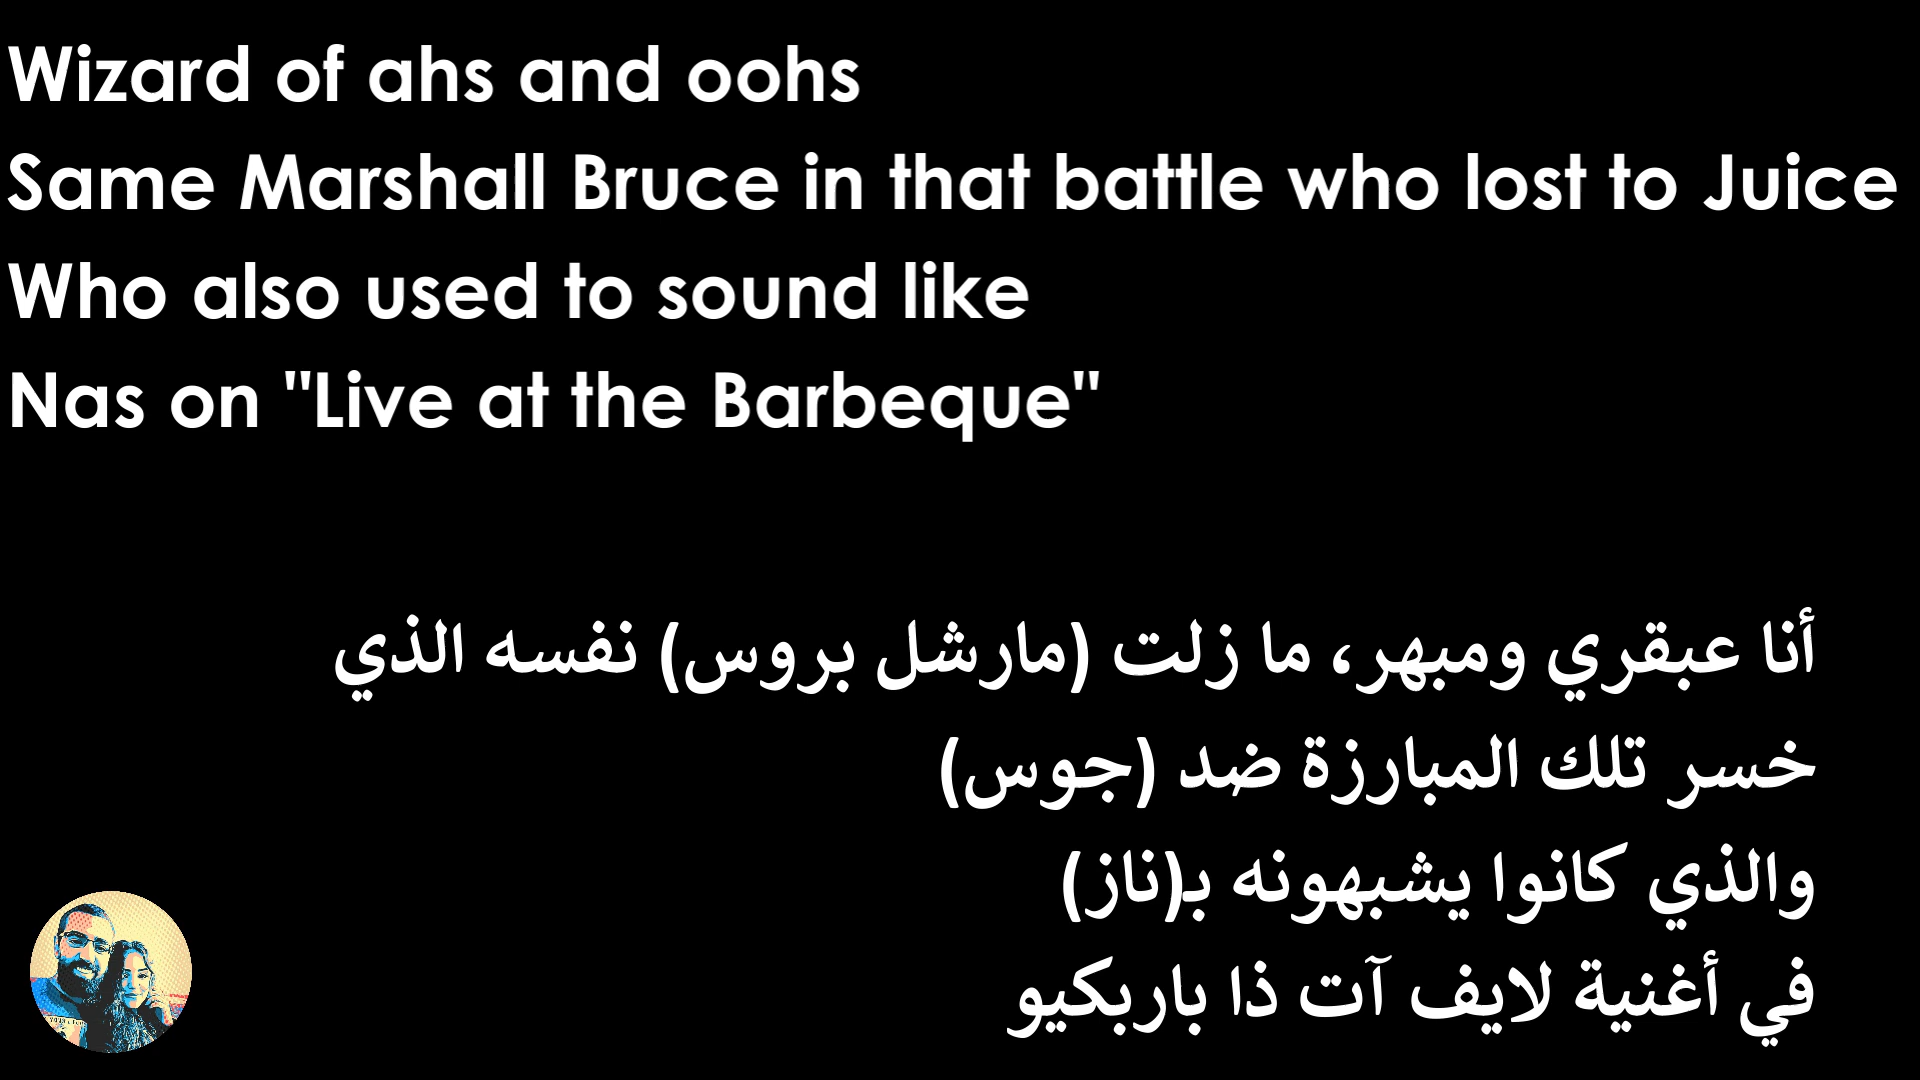 Wizard of ahs and oohs
Same Marshall Bruce in that battle who lost to Juice
Who also used to sound like
Nas on "Live at the Barbeque"
أنا عبقري ومبهر، ما زلت (مارشل بروس) نفسه الذي
خسر تلك المبارزة ضد (جوس)
والذي كانوا يشبهونه بـ(ناز)
في أغنية لايف آت ذا باربكيو